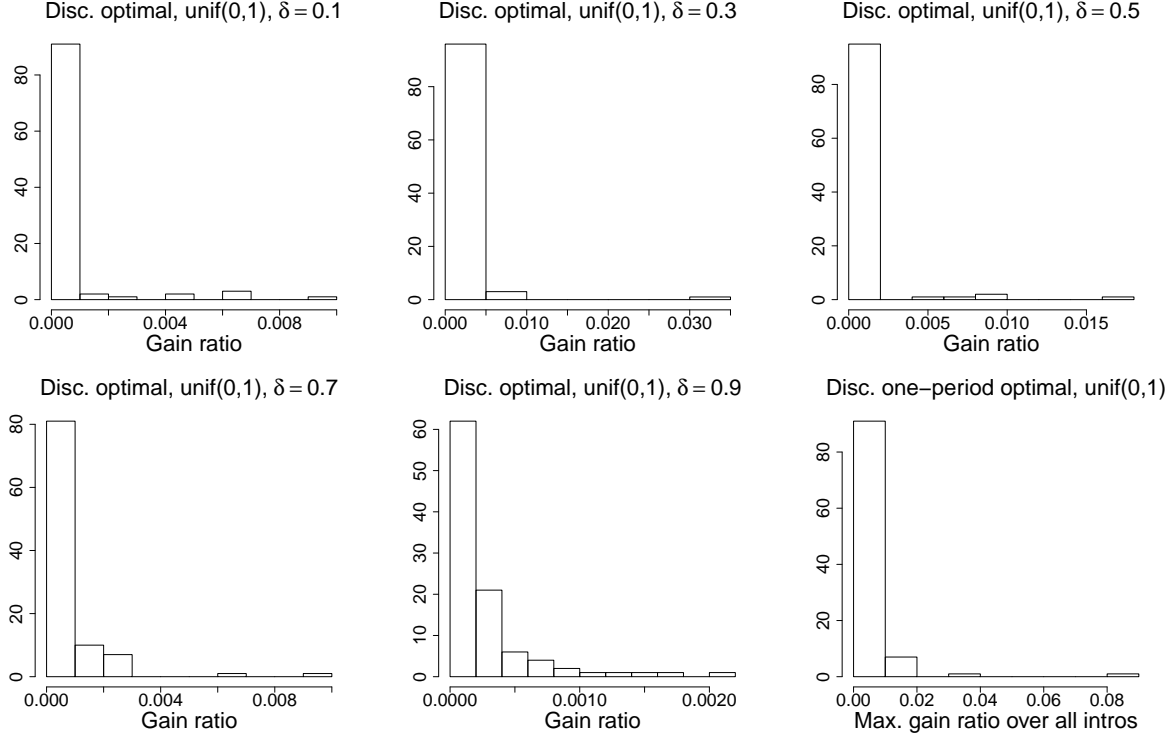 Disc. optimal, unif(0,1), δ = 0.1
80
60
40
20
0
0.000 0.004 0.008
Gain ratio
Disc. optimal, unif(0,1), δ = 0.3
80
60
40
20
0
0.000 0.010 0.020 0.030
Gain ratio
Disc. optimal, unif(0,1), δ = 0.5
80
60
40
20
0
0.000 0.005 0.010 0.015
Gain ratio
Disc. optimal, unif(0,1), δ = 0.7
80
60
40
20
0
0.000 0.004 0.008
Gain ratio
Disc. optimal, unif(0,1), δ = 0.9
60
50
40
30
20
10
0
0.0000 0.0010 0.0020
Gain ratio
Disc. one−period optimal, unif(0,1)
80
60
40
20
0
0.00 0.02 0.04 0.06 0.08
Max. gain ratio over all intros